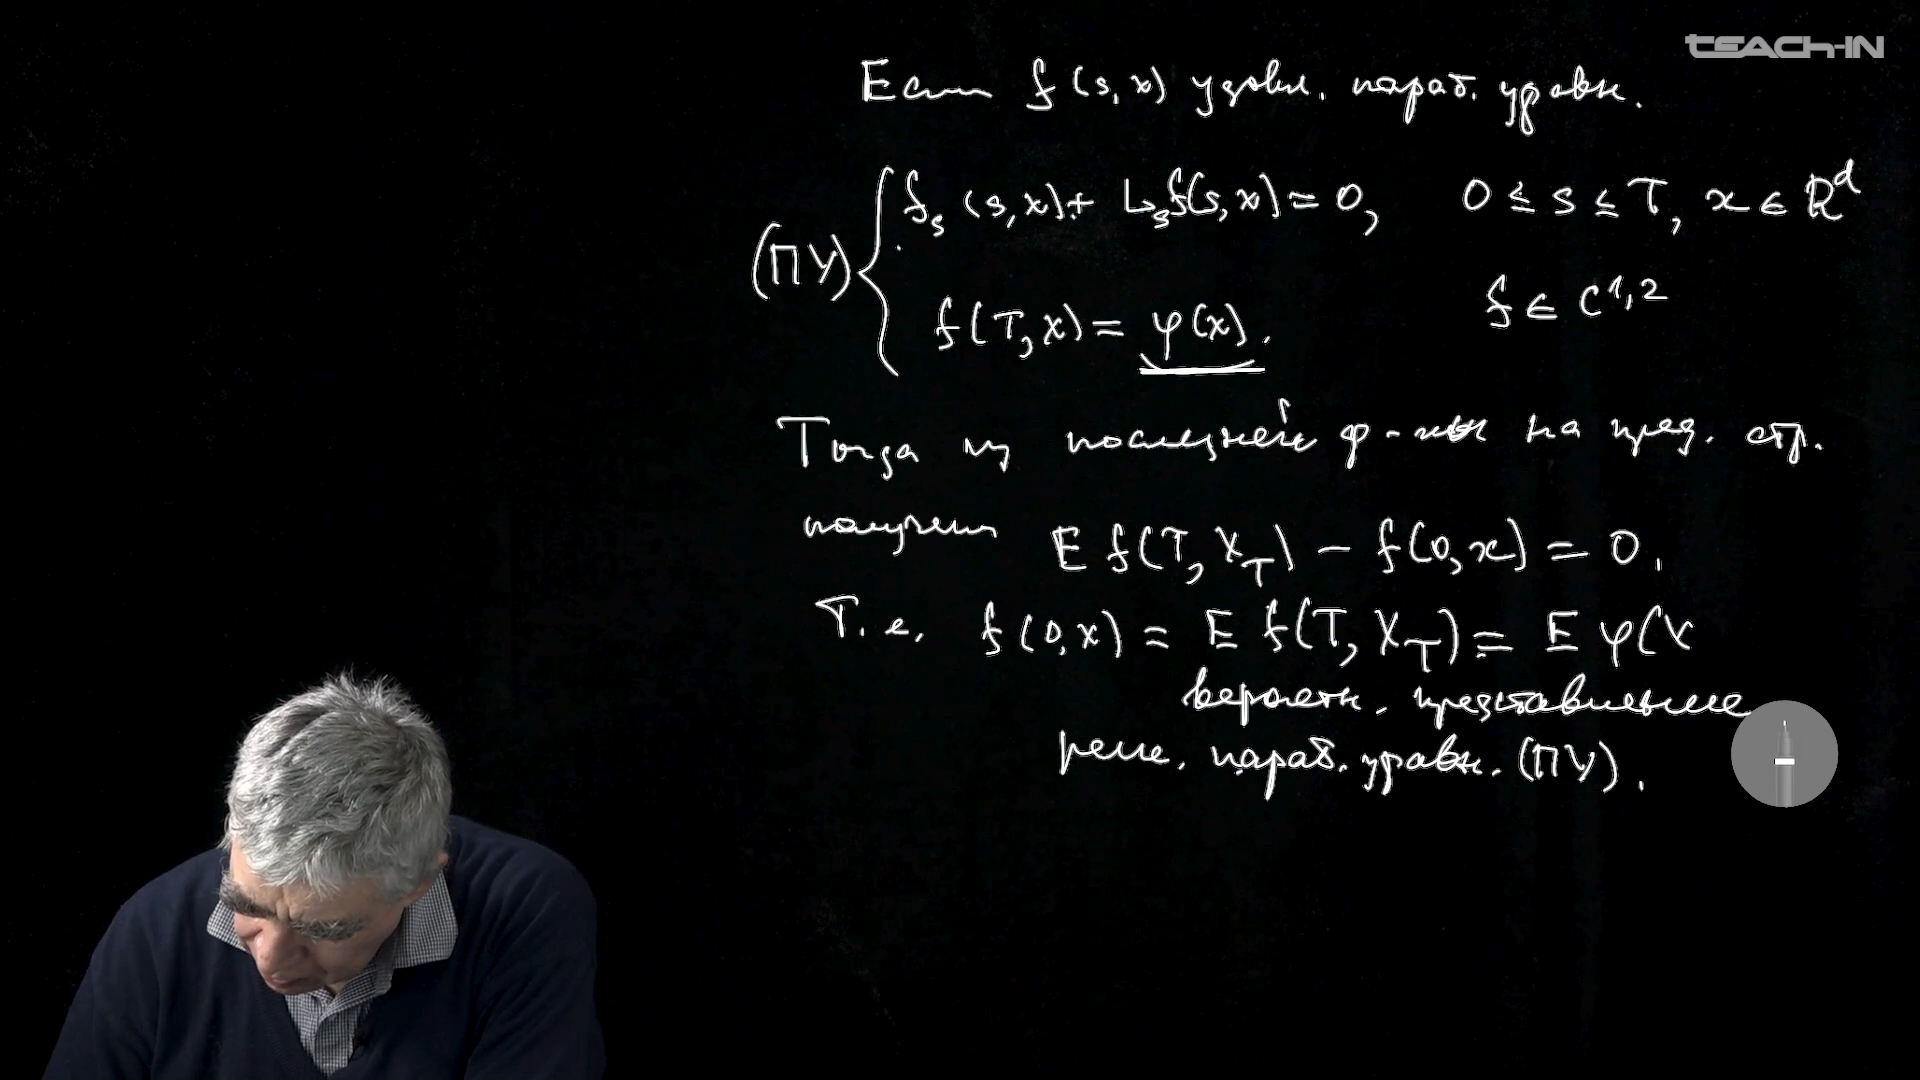 TEACH-IN
Если f(s,x) удовл. параб. уравн.
(ПУ) { f_s (s,x) + L_s f(s,x) = 0, 0 ≤ s ≤ T, x ∈ R^d
f(T,x) = φ(x). f ∈ C^{1,2}
Тогда из последней ф-лы на пред. стр.
получаем E f(T, X_T) - f(0,x) = 0.
Т.е. f(0,x) = E f(T, X_T) = E φ(X
вероятн. представление
реш. параб. уравн. (ПУ).